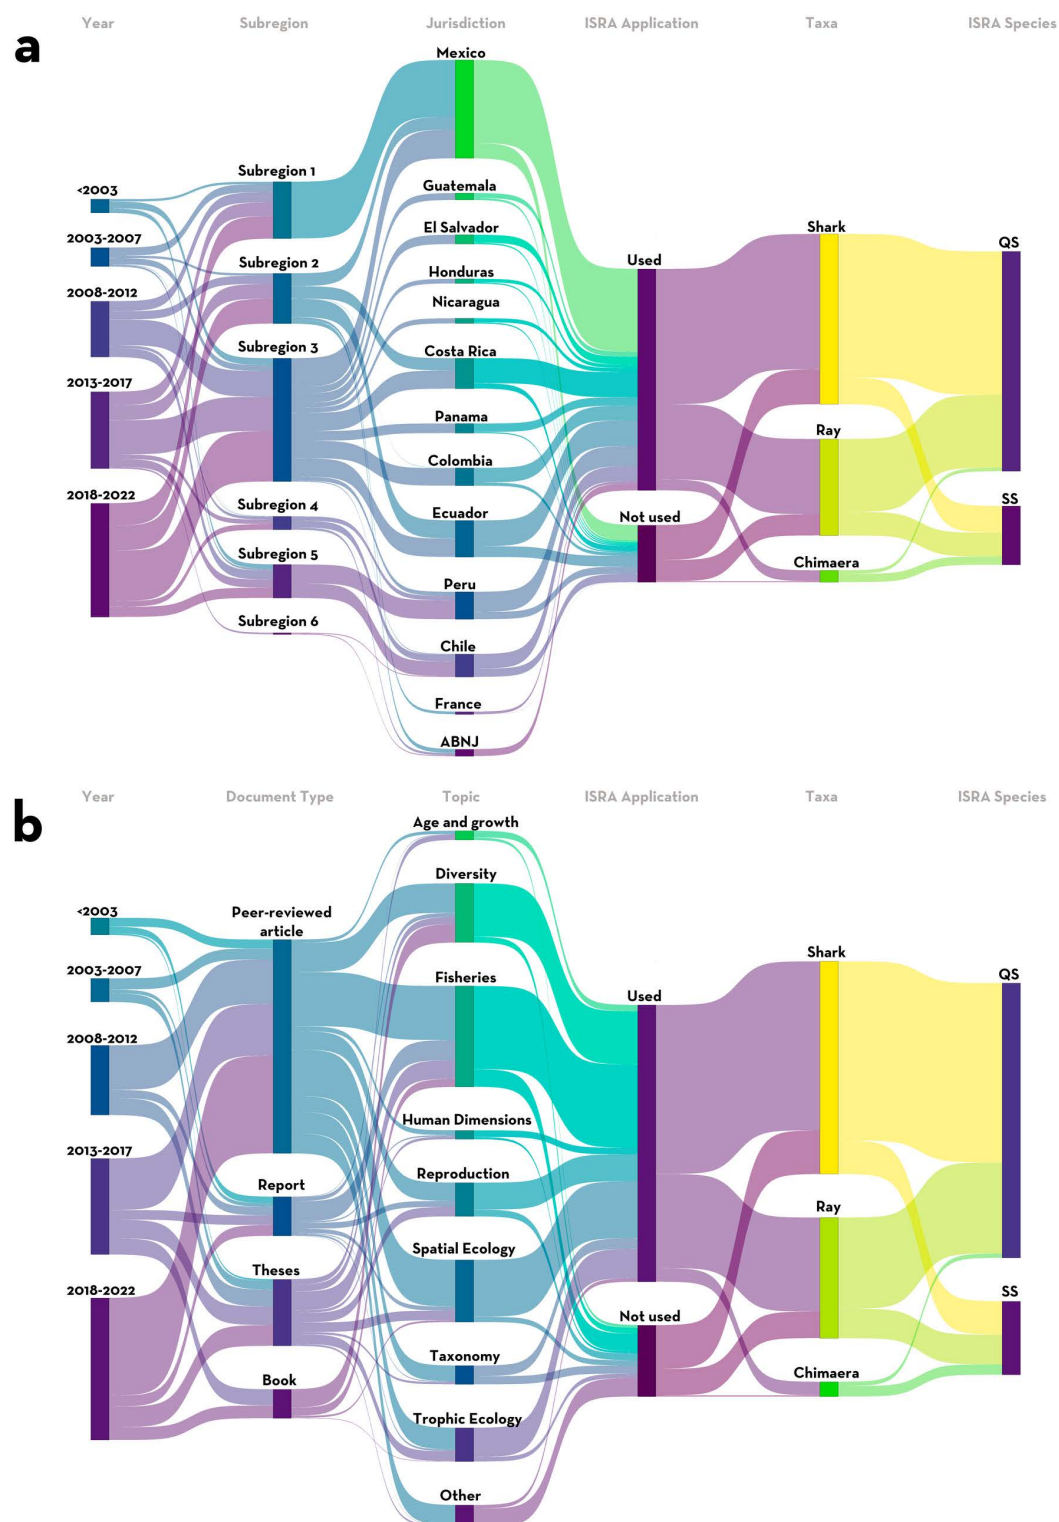 Year Subregion Jurisdiction ISRA Application Taxa ISRA Species
a
Mexico
Subregion 1
<2003
Guatemala
El Salvador
Shark
2003-2007
QS
Subregion 2
Used
Honduras
2008-2012
Nicaragua
Subregion 3
Costa Rica
2013-2017
Panama
Ray
Colombia
2018-2022
SS
Subregion 4
Ecuador
Not used
Subregion 5
Chimaera
Peru
Subregion 6
Chile
France
ABNJ
Year Document Type Topic ISRA Application Taxa ISRA Species
b
Age and growth
Diversity
<2003
Peer-reviewed
article
Shark
2003-2007
Fisheries
QS
Used
2008-2012
Human Dimensions
2013-2017
Reproduction
Report
Ray
Spatial Ecology
Theses
2018-2022
SS
Not used
Taxonomy
Book
Chimaera
Trophic Ecology
Other